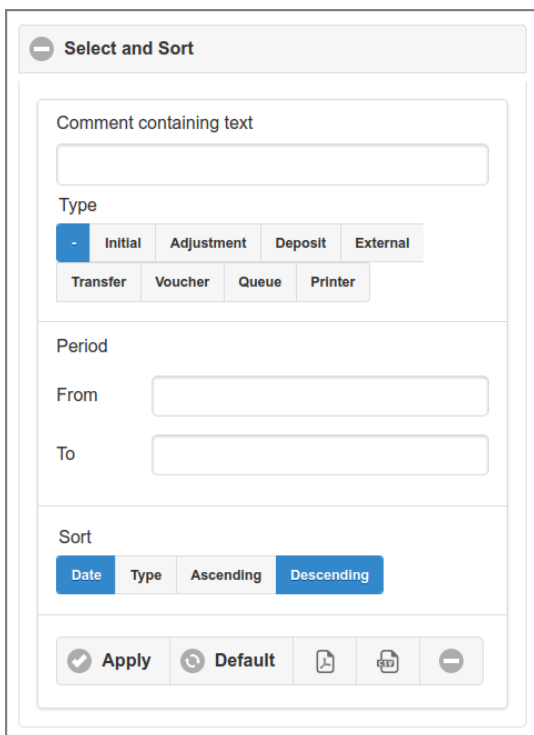 Select and Sort
Comment containing text
Type
- Initial Adjustment Deposit External
Transfer Voucher Queue Printer
Period
From
To
Sort
Date Type Ascending Descending
Apply Default CSV